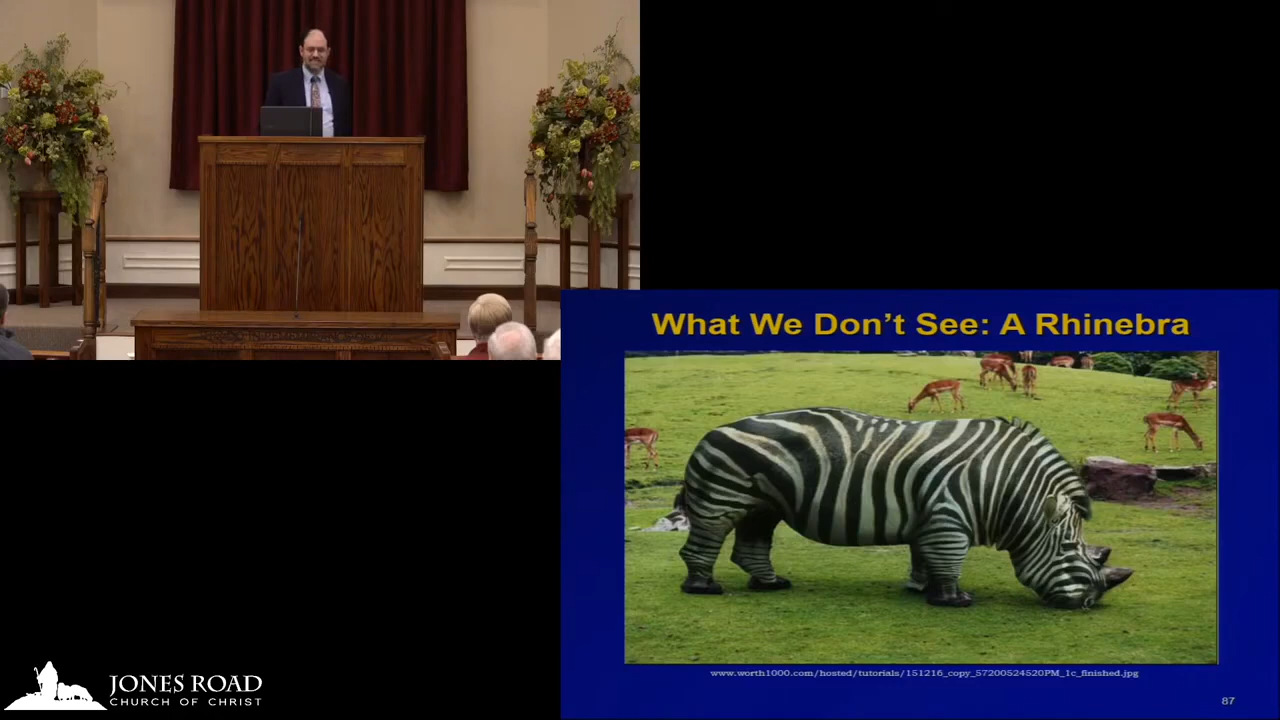 What We Don't See: A Rhinebra
www.worth1000.com/hosted/tutorials/151216_copy_57200524520PM_1c_finished.jpg
87
JONES ROAD
CHURCH OF CHRIST